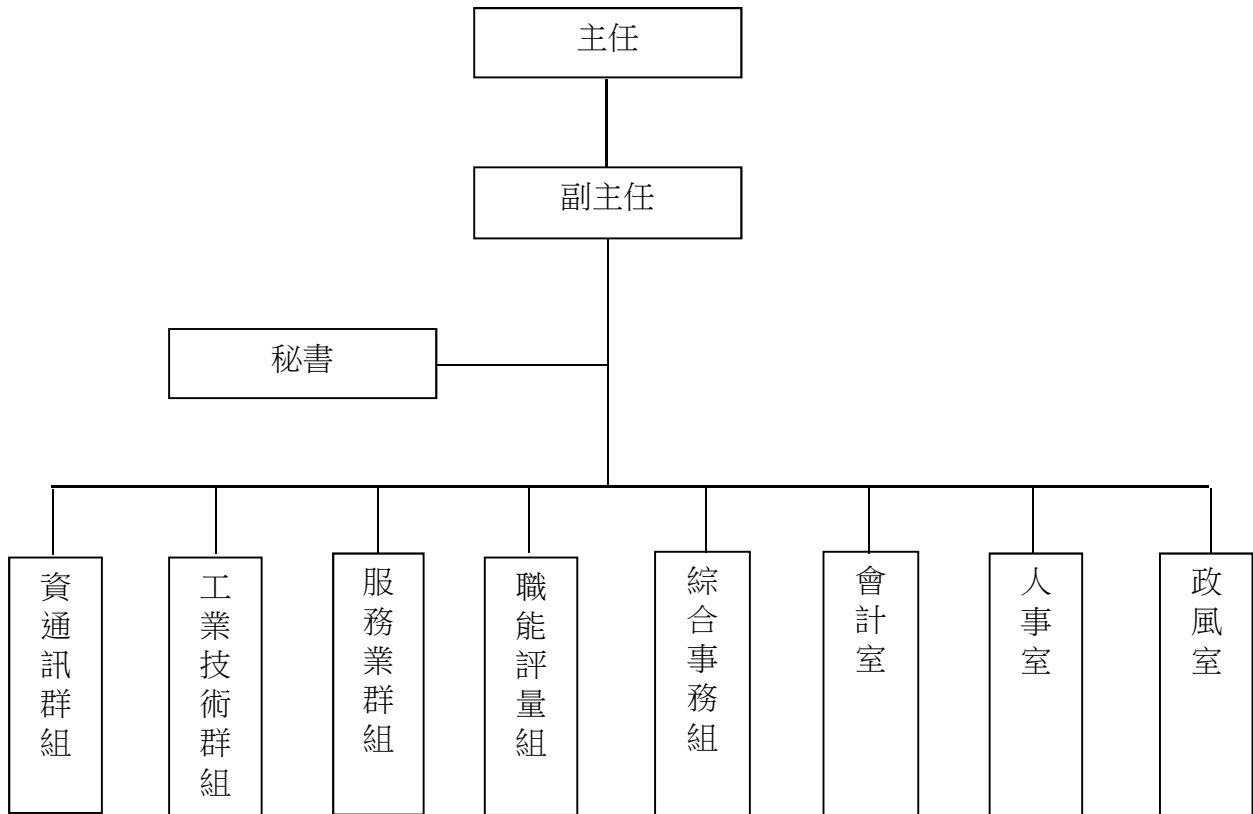 主任
副主任
秘書
資通訊群組
工業技術群組
服務業群組
職能評量組
綜合事務組
會計室
人事室
政風室